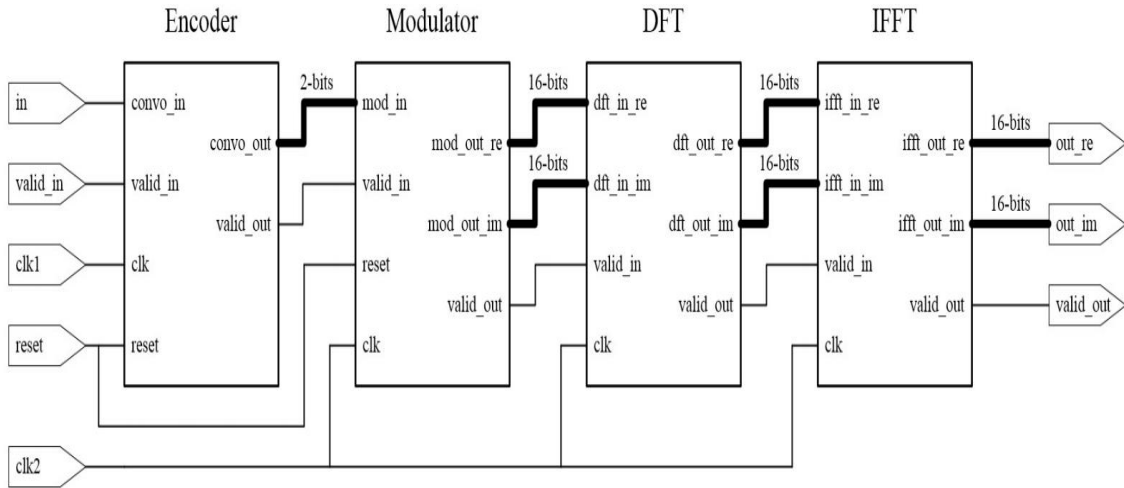 Encoder
Modulator
DFT
IFFT
in
valid_in
clk1
reset
clk2
convo_in
convo_out
valid_in
valid_out
clk
reset
2-bits
mod_in
mod_out_re
valid_in
mod_out_im
reset
valid_out
clk
16-bits
16-bits
dft_in_re
dft_out_re
dft_in_im
dft_out_im
valid_in
valid_out
clk
16-bits
16-bits
ifft_in_re
ifft_out_re
ifft_in_im
ifft_out_im
valid_in
valid_out
clk
16-bits
out_re
16-bits
out_im
valid_out